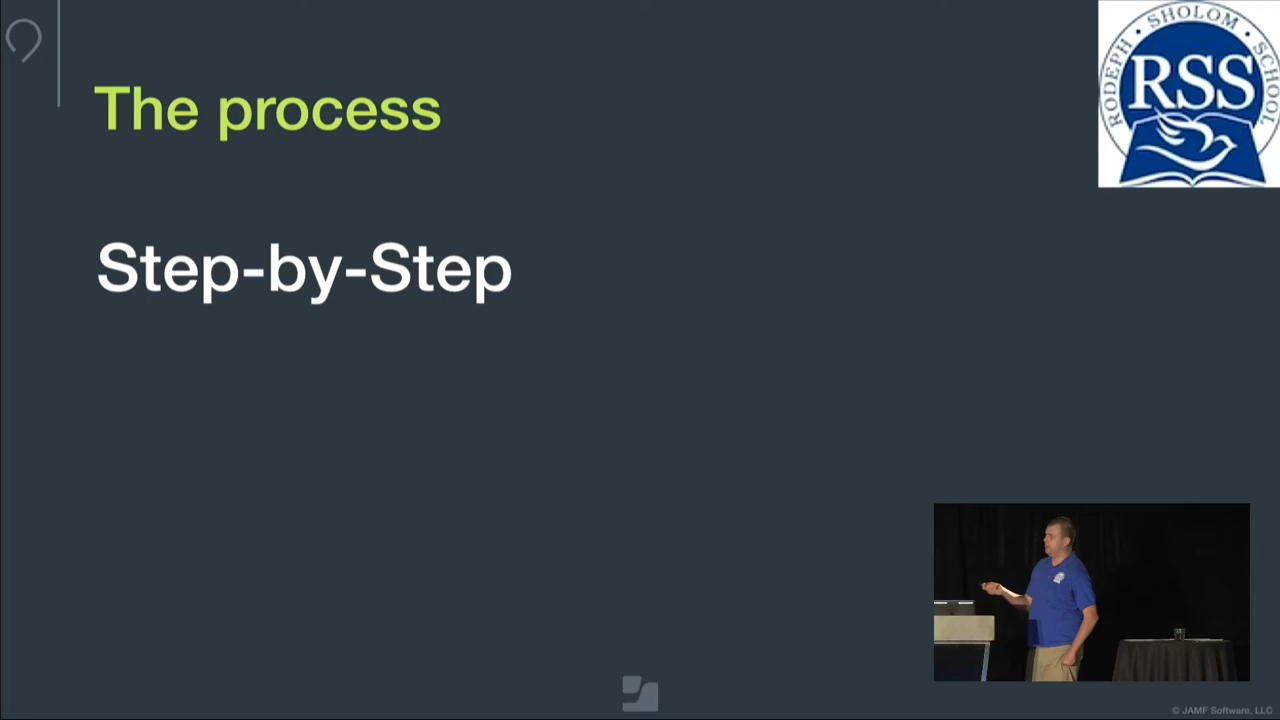 The process
Step-by-Step
RODEPH • SHOLOM • SCHOOL
RSS
© JAMF Software, LLC